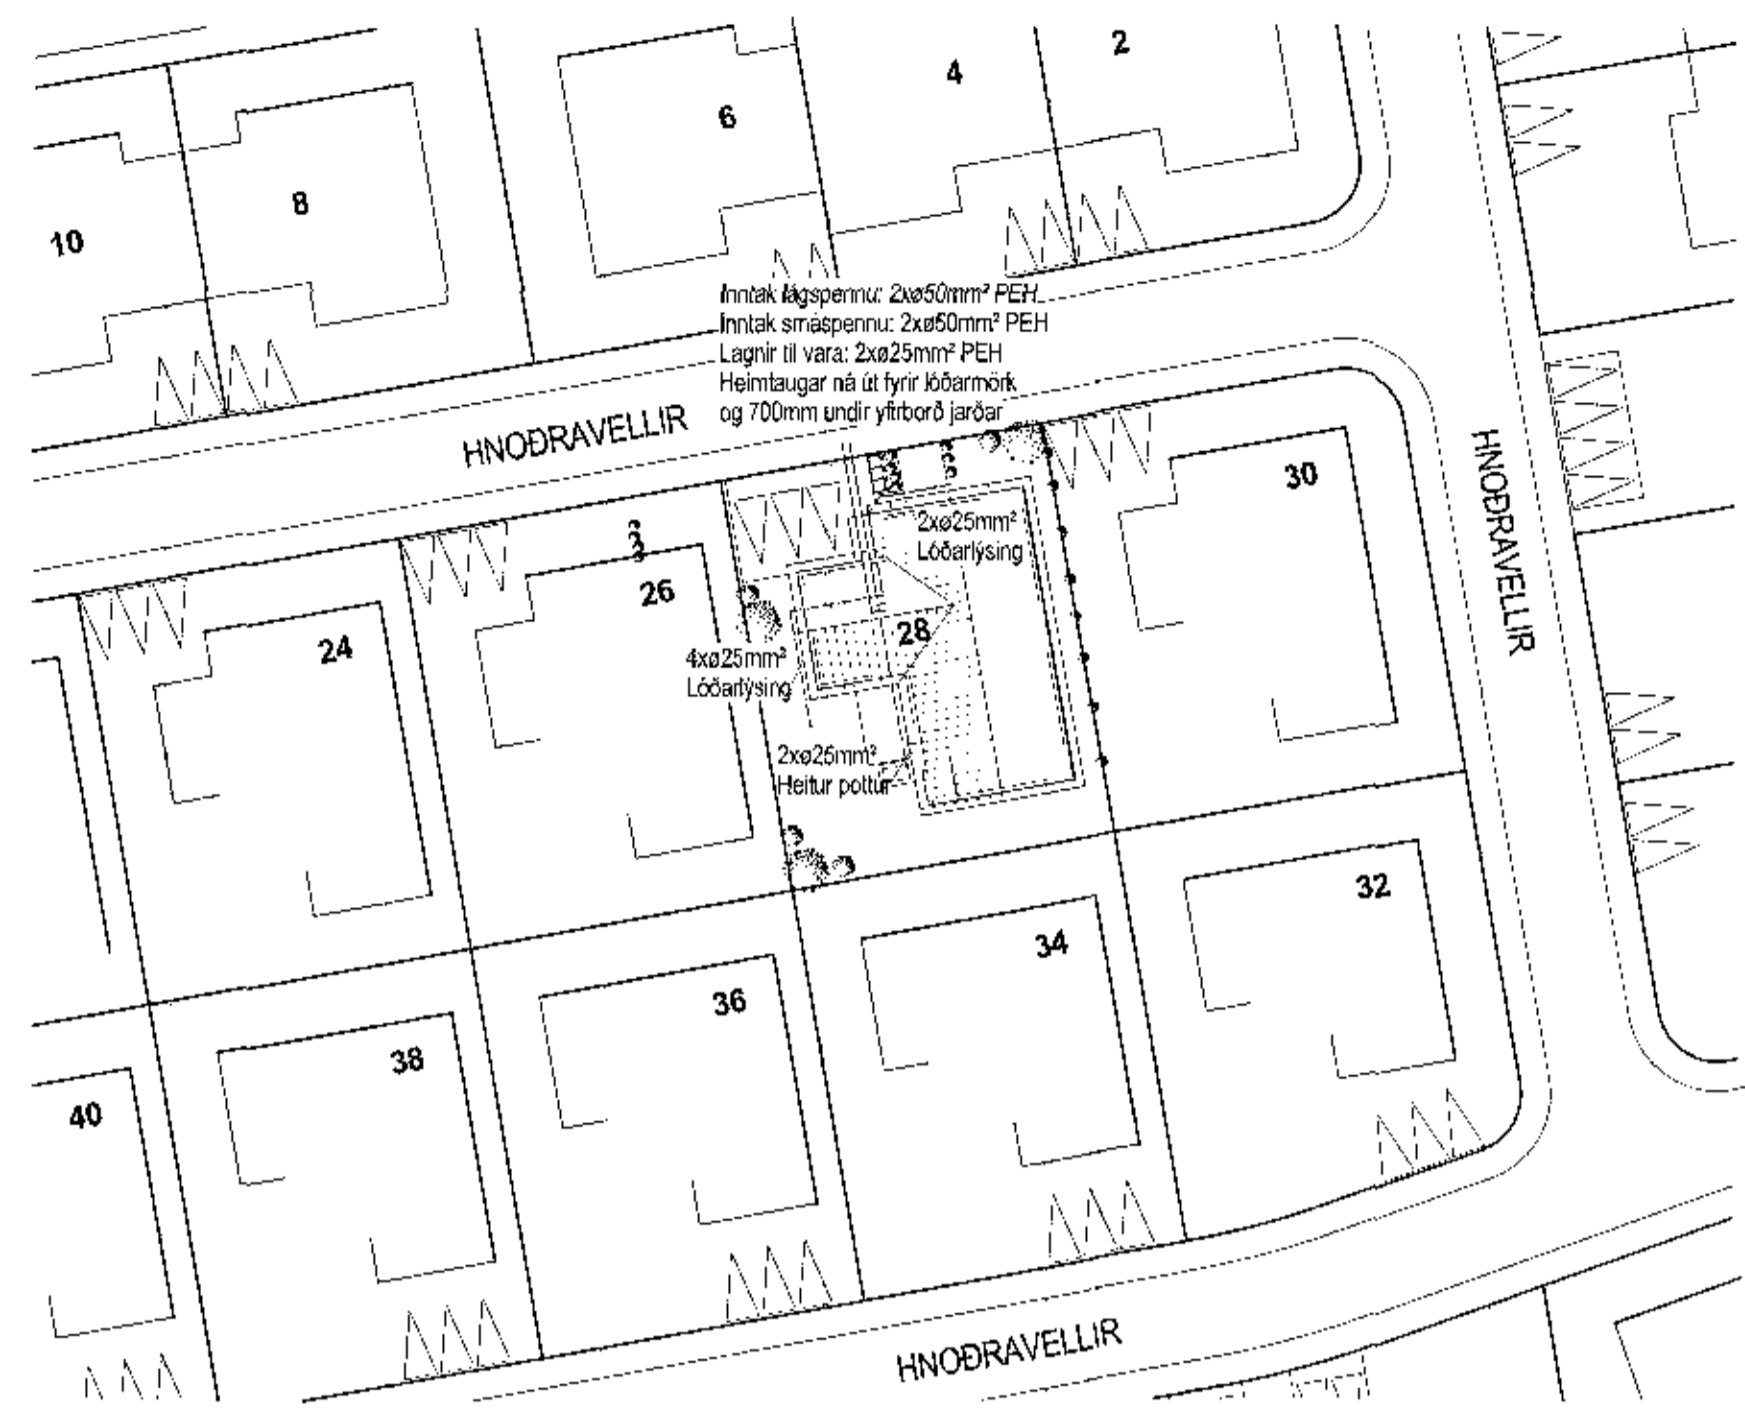 2
4
6
8
10
Inntak lágspennu: 2xø50mm² PEH
Inntak smáspennu: 2xø50mm² PEH
Lagnir til vara: 2xø25mm² PEH
Heimtaugar ná út fyrir lóðarmörk
og 700mm undir yfirborð jarðar
HNOÐRAVELLIR
HNOÐRAVELLIR
30
2xø25mm²
Lóðarlýsing
26
28
24
4xø25mm²
Lóðarlýsing
2xø25mm²
Heitur pottur
32
34
36
38
40
HNOÐRAVELLIR